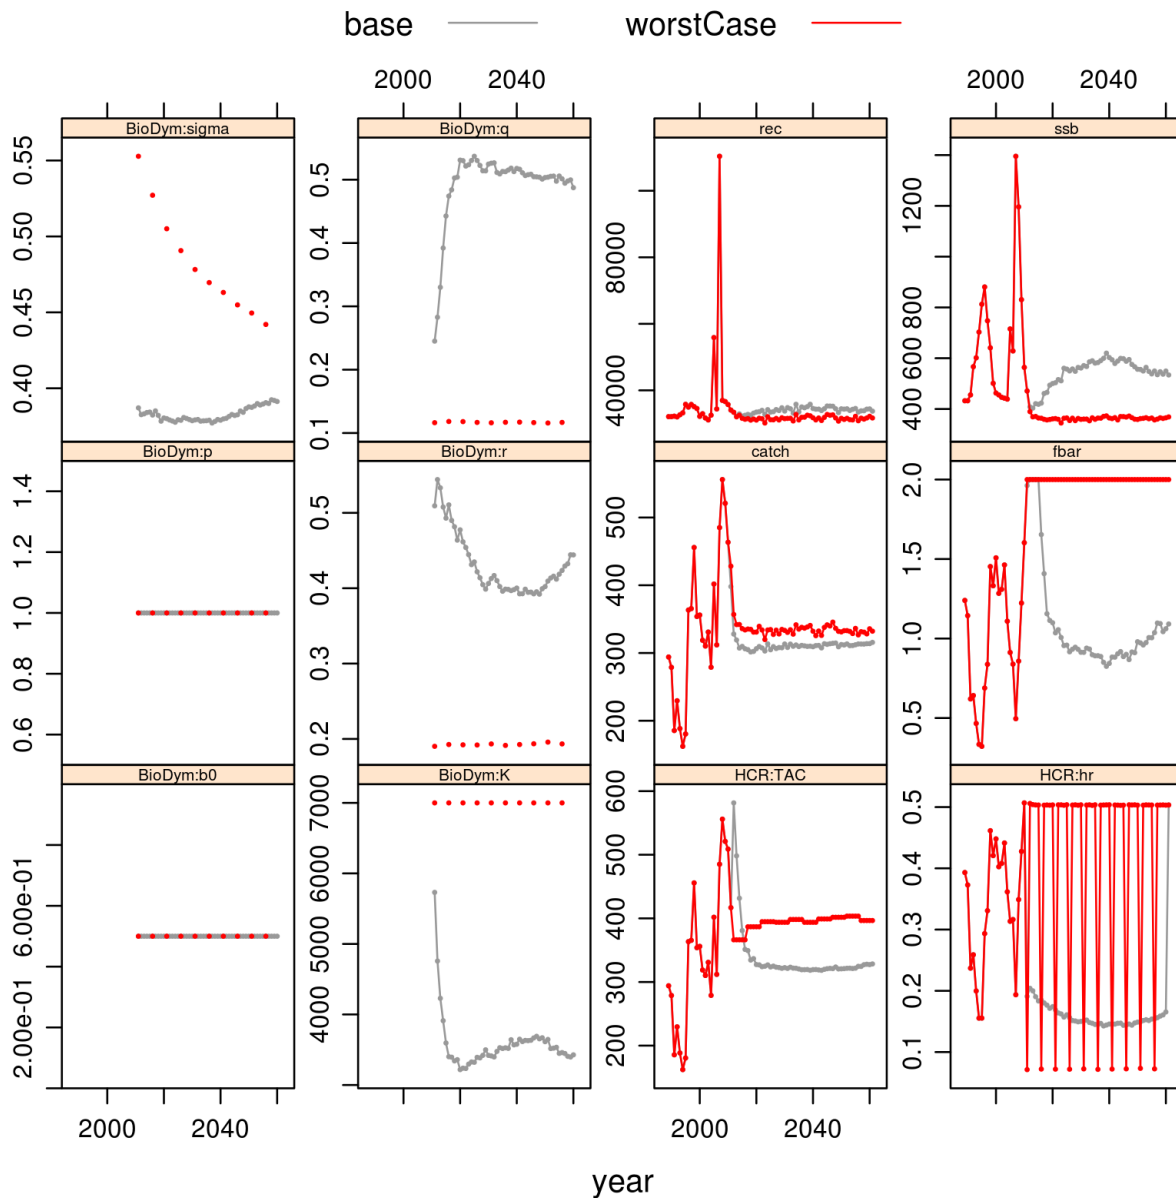 base worstCase
2000 2040 2000 2040
BioDym:sigma BioDym:q rec ssb
0.55 0.50 0.45 0.40
0.5 0.4 0.3 0.2 0.1
80000 40000
1200 800 600 400
BioDym:p BioDym:r catch fbar
1.4 1.2 1.0 0.8 0.6
0.5 0.4 0.3 0.2
500 400 300 200
2.0 1.5 1.0 0.5
BioDym:b0 BioDym:K HCR:TAC HCR:hr
6.00e-01 2.00e-01
7000 6000 5000 4000
600 500 400 300 200
0.5 0.4 0.3 0.2 0.1
2000 2040 2000 2040
year